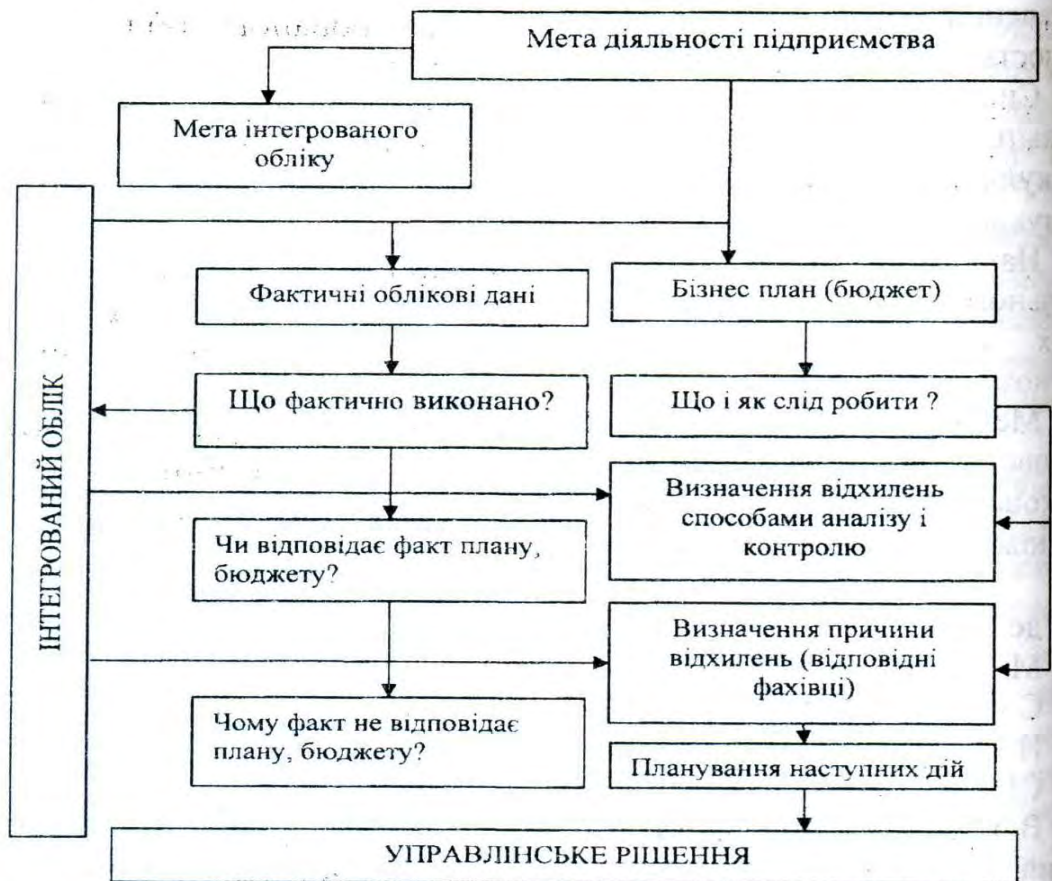 Мета діяльності підприємства
Мета інтегрованого
обліку
ІНТЕГРОВАНИЙ ОБЛІК
Фактичні облікові дані
Бізнес план (бюджет)
Що фактично виконано?
Що і як слід робити ?
Визначення відхилень
способами аналізу і
контролю
Чи відповідає факт плану,
бюджету?
Визначення причини
відхилень (відповідні
фахівці)
Чому факт не відповідає
плану, бюджету?
Планування наступних дій
УПРАВЛІНСЬКЕ РІШЕННЯ